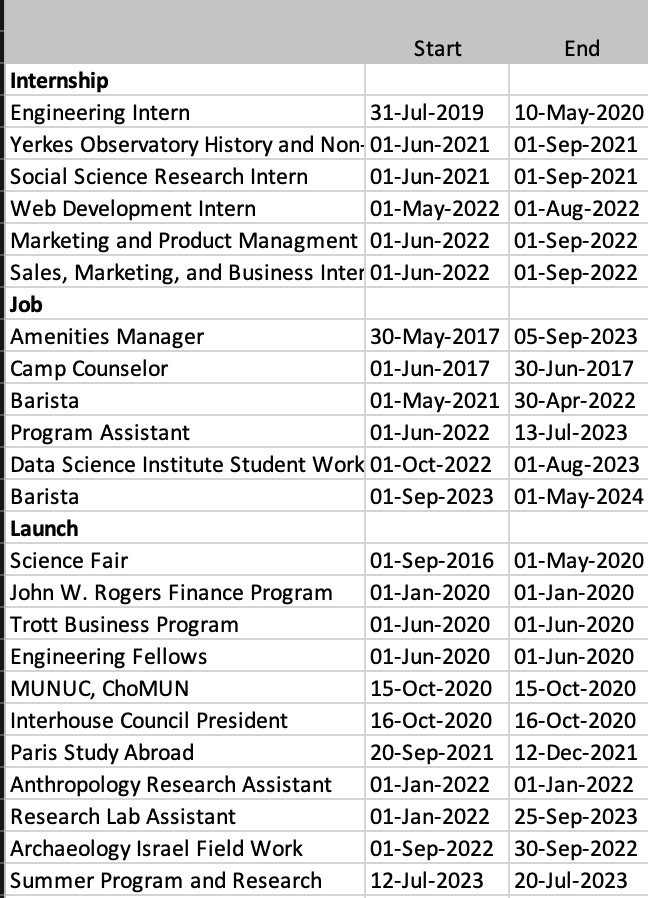 Start End
Internship
Engineering Intern 31-Jul-2019 10-May-2020
Yerkes Observatory History and Non- 01-Jun-2021 01-Sep-2021
Social Science Research Intern 01-Jun-2021 01-Sep-2021
Web Development Intern 01-May-2022 01-Aug-2022
Marketing and Product Managment 01-Jun-2022 01-Sep-2022
Sales, Marketing, and Business Inter 01-Jun-2022 01-Sep-2022
Job
Amenities Manager 30-May-2017 05-Sep-2023
Camp Counselor 01-Jun-2017 30-Jun-2017
Barista 01-May-2021 30-Apr-2022
Program Assistant 01-Jun-2022 13-Jul-2023
Data Science Institute Student Work 01-Oct-2022 01-Aug-2023
Barista 01-Sep-2023 01-May-2024
Launch
Science Fair 01-Sep-2016 01-May-2020
John W. Rogers Finance Program 01-Jan-2020 01-Jan-2020
Trott Business Program 01-Jun-2020 01-Jun-2020
Engineering Fellows 01-Jun-2020 01-Jun-2020
MUNUC, ChoMUN 15-Oct-2020 15-Oct-2020
Interhouse Council President 16-Oct-2020 16-Oct-2020
Paris Study Abroad 20-Sep-2021 12-Dec-2021
Anthropology Research Assistant 01-Jan-2022 01-Jan-2022
Research Lab Assistant 01-Jan-2022 25-Sep-2023
Archaeology Israel Field Work 01-Sep-2022 30-Sep-2022
Summer Program and Research 12-Jul-2023 20-Jul-2023